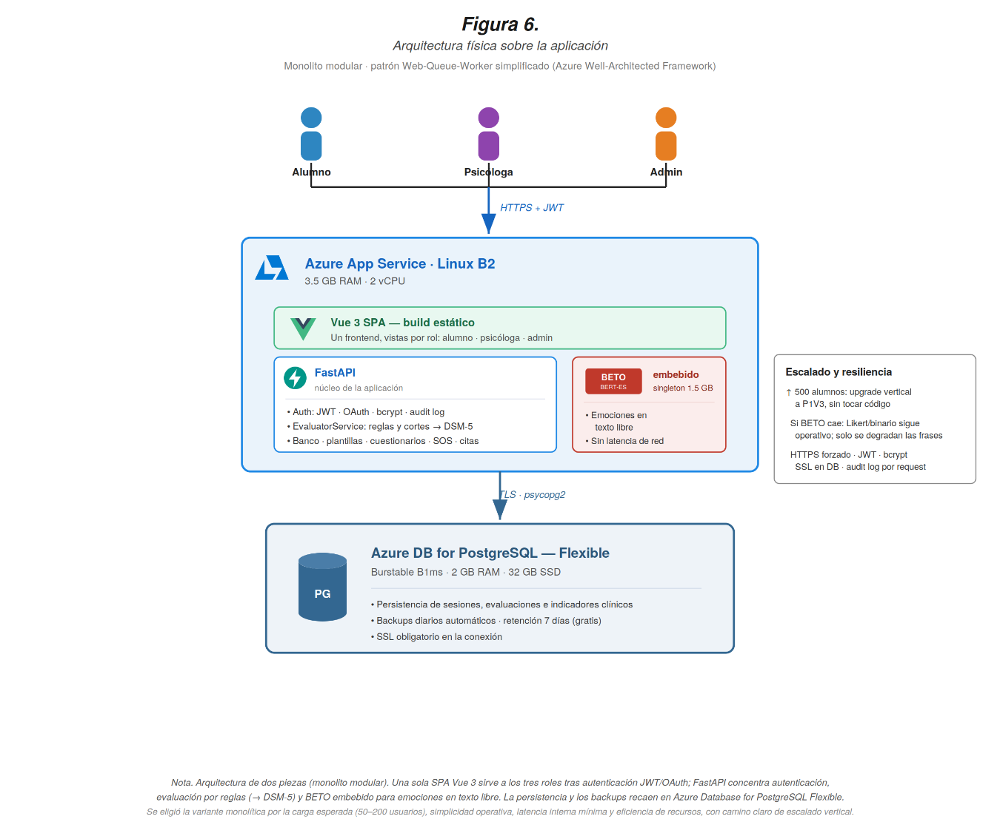 Figura 6.
Arquitectura física sobre la aplicación
Monolito modular · patrón Web-Queue-Worker simplificado (Azure Well-Architected Framework)
Alumno
Psicóloga
Admin
HTTPS + JWT
Azure App Service · Linux B2
3.5 GB RAM · 2 vCPU
Vue 3 SPA — build estático
Un frontend, vistas por rol: alumno · psicóloga · admin
FastAPI
núcleo de la aplicación
• Auth: JWT · OAuth · bcrypt · audit log
• EvaluatorService: reglas y cortes → DSM-5
• Banco · plantillas · cuestionarios · SOS · citas
BETO
BERT-ES
embebido
singleton 1.5 GB
• Emociones en
texto libre
• Sin latencia de red
Escalado y resiliencia
↑ 500 alumnos: upgrade vertical
a P1V3, sin tocar código
Si BETO cae: Likert/binario sigue
operativo; solo se degradan las frases
HTTPS forzado · JWT · bcrypt
SSL en DB · audit log por request
TLS · psycopg2
PG
Azure DB for PostgreSQL — Flexible
Burstable B1ms · 2 GB RAM · 32 GB SSD
• Persistencia de sesiones, evaluaciones e indicadores clínicos
• Backups diarios automáticos · retención 7 días (gratis)
• SSL obligatorio en la conexión
Nota. Arquitectura de dos piezas (monolito modular). Una sola SPA Vue 3 sirve a los tres roles tras autenticación JWT/OAuth; FastAPI concentra autenticación,
evaluación por reglas (→ DSM-5) y BETO embebido para emociones en texto libre. La persistencia y los backups recaen en Azure Database for PostgreSQL Flexible.
Se eligió la variante monolítica por la carga esperada (50–200 usuarios), simplicidad operativa, latencia interna mínima y eficiencia de recursos, con camino claro de escalado vertical.